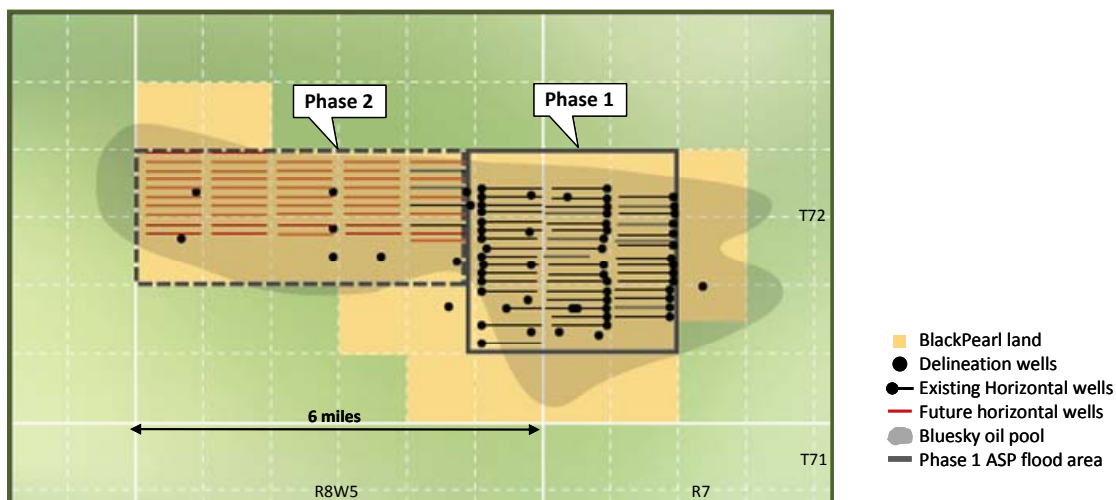 Phase 2
Phase 1
T72
6 miles
T71
R8W5
R7
BlackPearl land
Delineation wells
Existing Horizontal wells
Future horizontal wells
Bluesky oil pool
Phase 1 ASP flood area